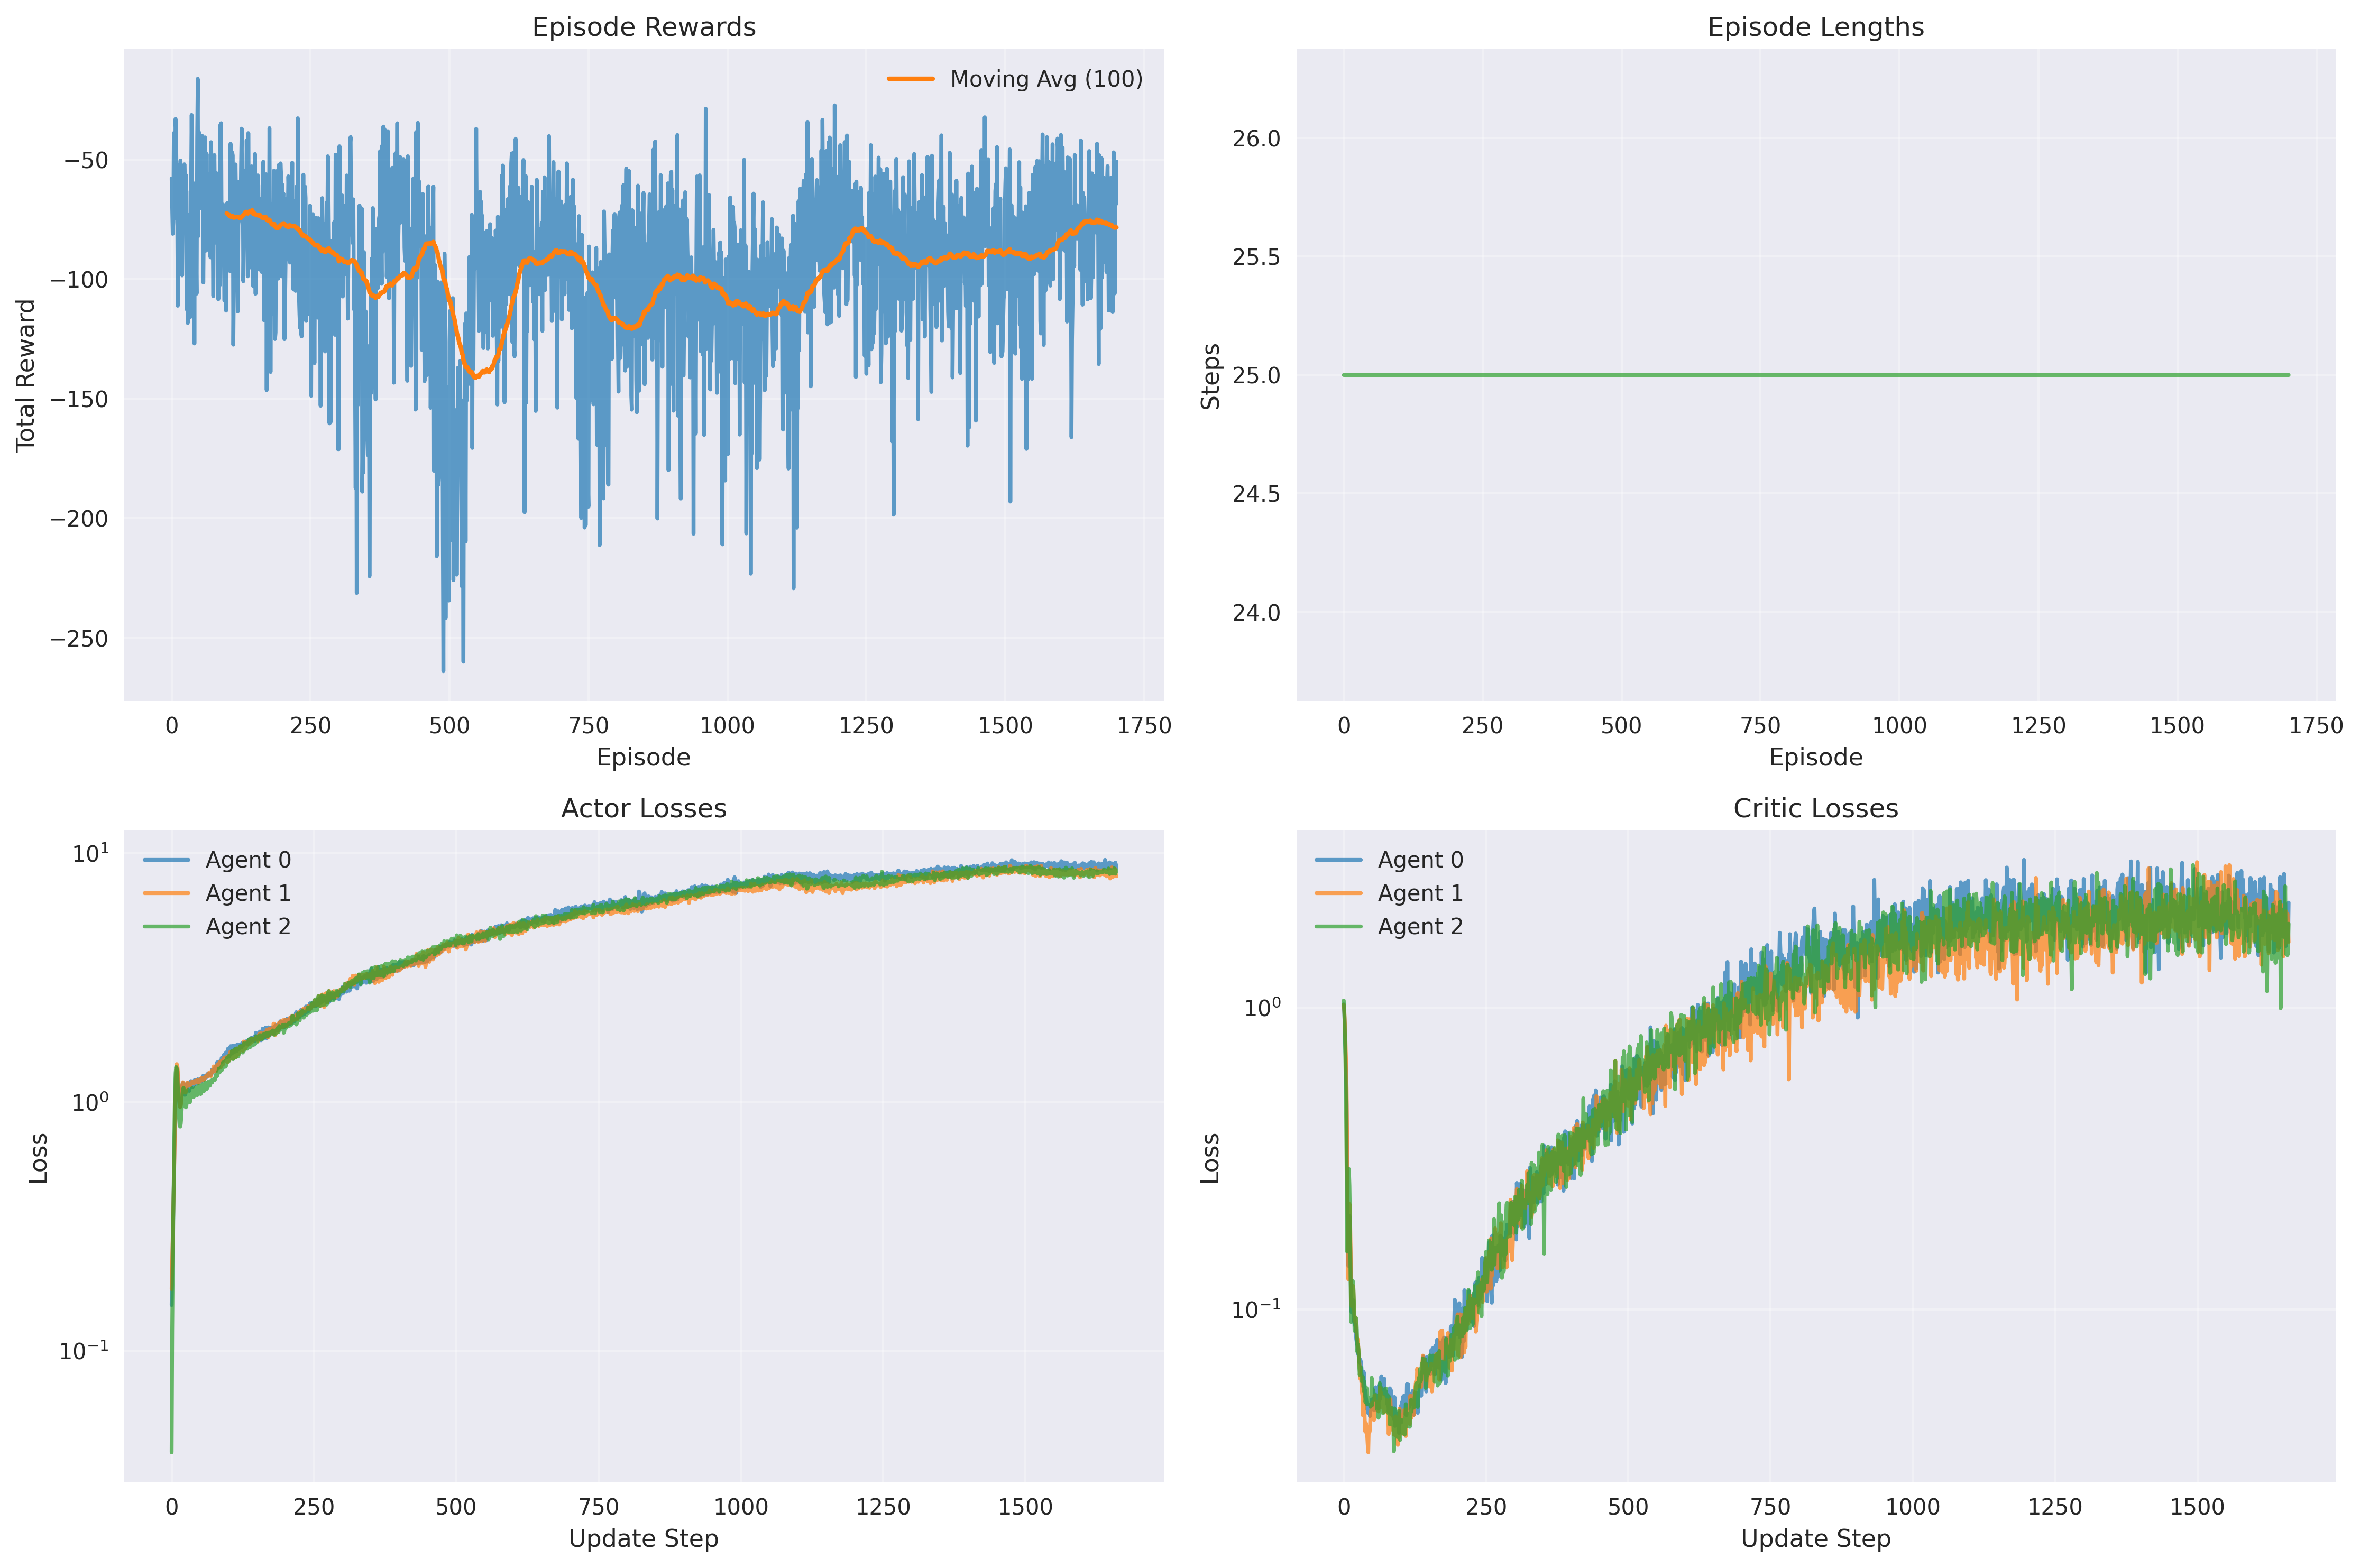 Episode Rewards
Moving Avg (100)
−50
−100
−150
−200
−250
Total Reward
0 250 500 750 1000 1250 1500 1750
Episode
Episode Lengths
26.0
25.5
25.0
24.5
24.0
Steps
0 250 500 750 1000 1250 1500 1750
Episode
Actor Losses
Agent 0
Agent 1
Agent 2
10¹
10⁰
10⁻¹
Loss
0 250 500 750 1000 1250 1500
Update Step
Critic Losses
Agent 0
Agent 1
Agent 2
10⁰
10⁻¹
Loss
0 250 500 750 1000 1250 1500
Update Step